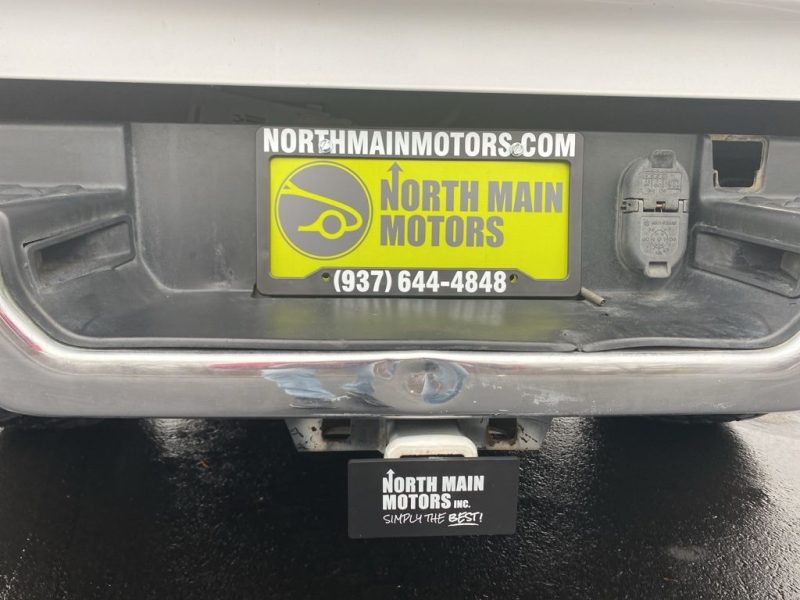 NORTHMAINMOTORS.COM
NORTH MAIN
MOTORS
(937) 644-4848
NORTH MAIN
MOTORS INC.
SIMPLY THE BEST!